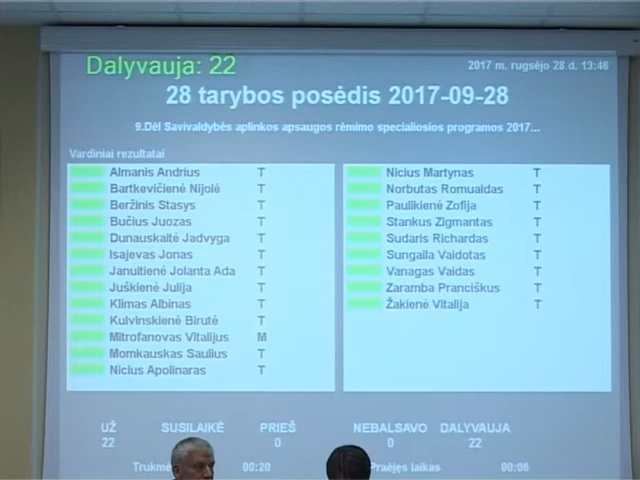 Dalyvauja: 22
2017 m. rugsėjo 28 d. 13:46
28 tarybos posėdis 2017-09-28
9.Dėl Savivaldybės aplinkos apsaugos rėmimo specialiosios programos 2017...
Vardiniai rezultatai
Almanis Andrius T
Bartkevičienė Nijolė T
Beržinis Stasys T
Bučius Juozas T
Dunauskaitė Jadvyga T
Isajevas Jonas T
Januitienė Jolanta Ada T
Juškienė Julija T
Klimas Albinas T
Kulvinskienė Birutė T
Mitrofanovas Vitalijus M
Momkauskas Saulius T
Nicius Apolinaras T
Nicius Martynas T
Norbutas Romualdas T
Paulikienė Zofija T
Stankus Zigmantas T
Sudaris Richardas T
Sungaila Vaidotas T
Vanagas Vaidas T
Zaramba Pranciškus T
Žakienė Vitalija T
UŽ SUSILAIKĖ PRIEŠ NEBALSAVO DALYVAUJA
22 0 0 22
00:20 Praėjęs laikas 00:06